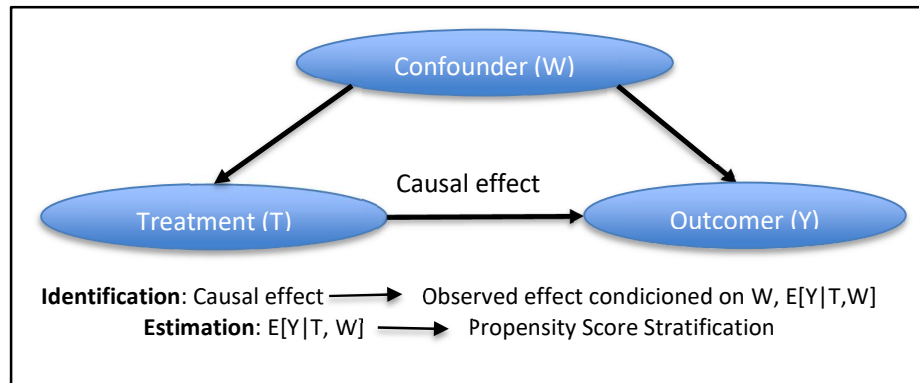 Confounder (W)
Causal effect
Treatment (T)
Outcomer (Y)
Identification: Causal effect Observed effect condicioned on W, E[Y|T,W]
Estimation: E[Y|T, W] Propensity Score Stratification